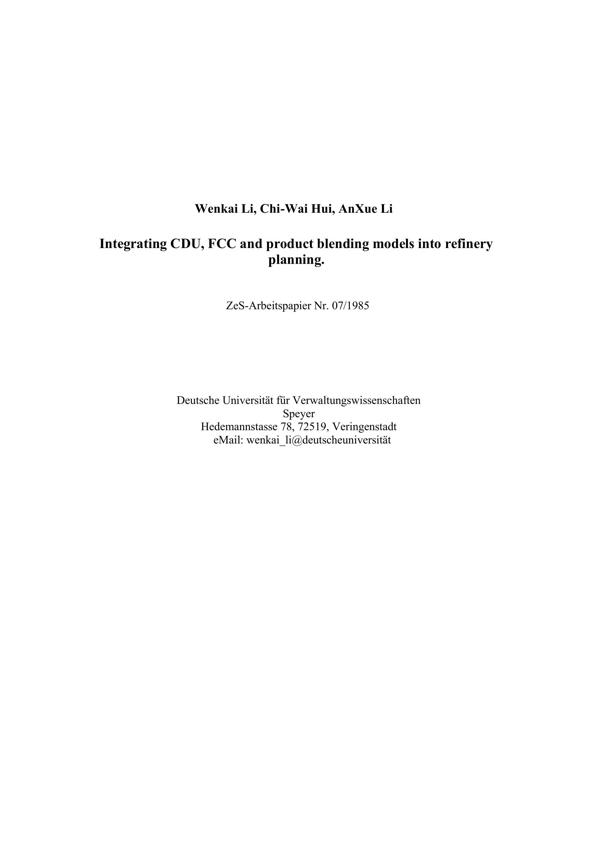 Wenkai Li, Chi-Wai Hui, AnXue Li
Integrating CDU, FCC and product blending models into refinery
planning.
ZeS-Arbeitspapier Nr. 07/1985
Deutsche Universität für Verwaltungswissenschaften
Speyer
Hedemannstasse 78, 72519, Veringenstadt
eMail: wenkai_li@deutscheuniversität